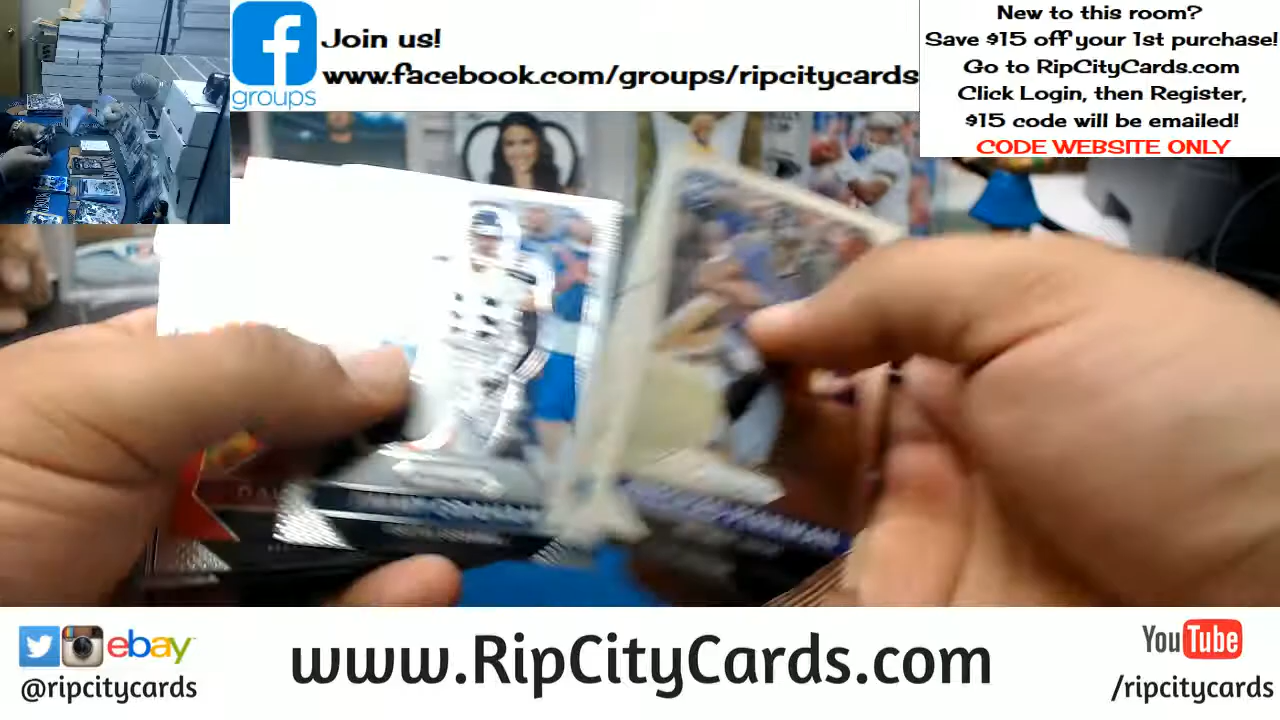 Join us!
www.facebook.com/groups/ripcitycards
groups
New to this room?
Save $15 off your 1st purchase!
Go to RipCityCards.com
Click Login, then Register,
$15 code will be emailed!
CODE WEBSITE ONLY
ebay
@ripcitycards
www.RipCityCards.com
YouTube
/ripcitycards